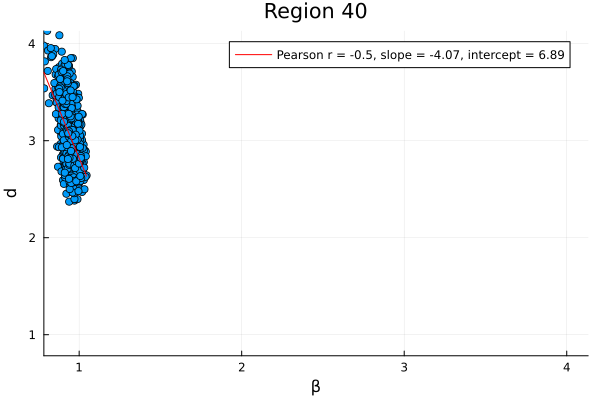 Region 40
Pearson r = -0.5, slope = -4.07, intercept = 6.89
4
3
2
1
d
1 2 3 4
β